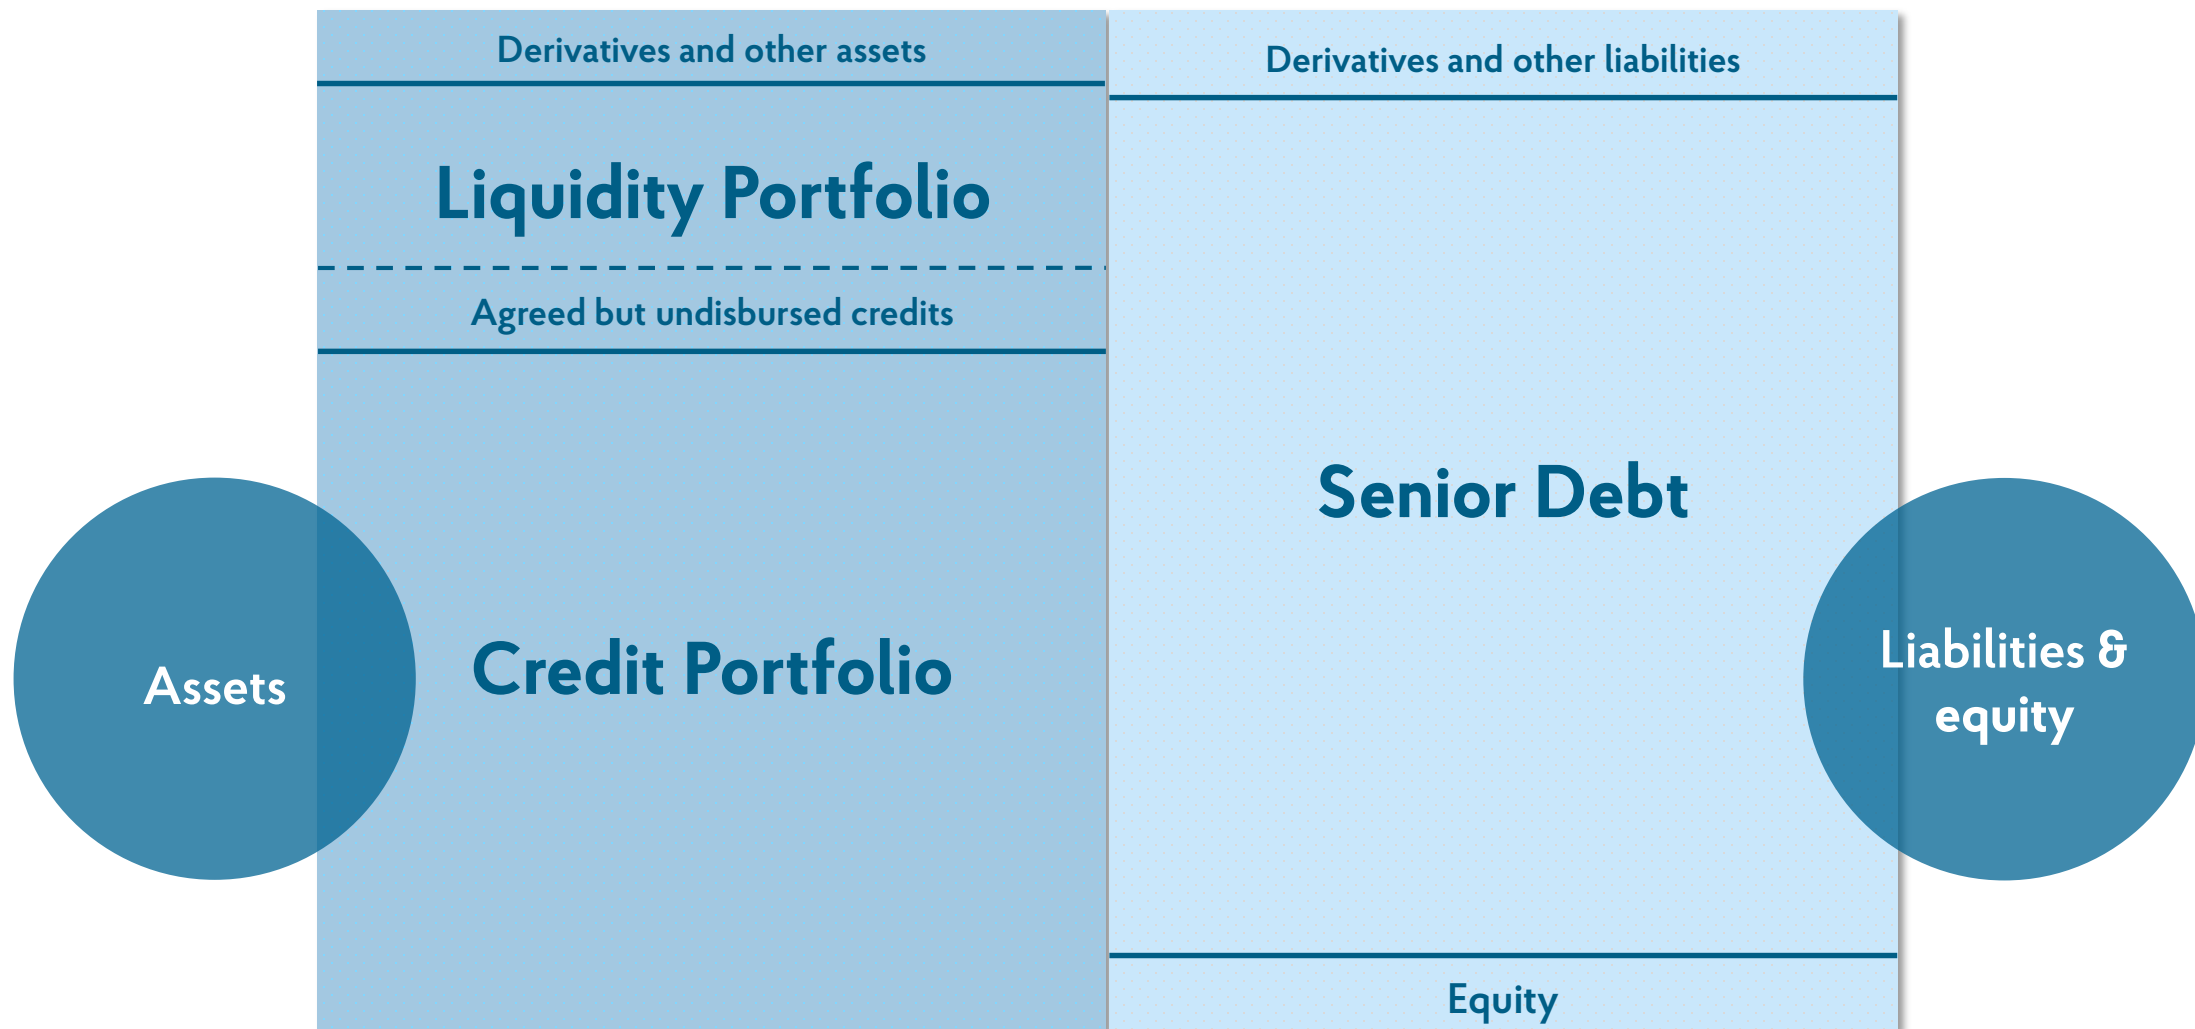 Derivatives and other assets
Liquidity Portfolio
Agreed but undisbursed credits
Credit Portfolio
Assets
Derivatives and other liabilities
Senior Debt
Equity
Liabilities &
equity